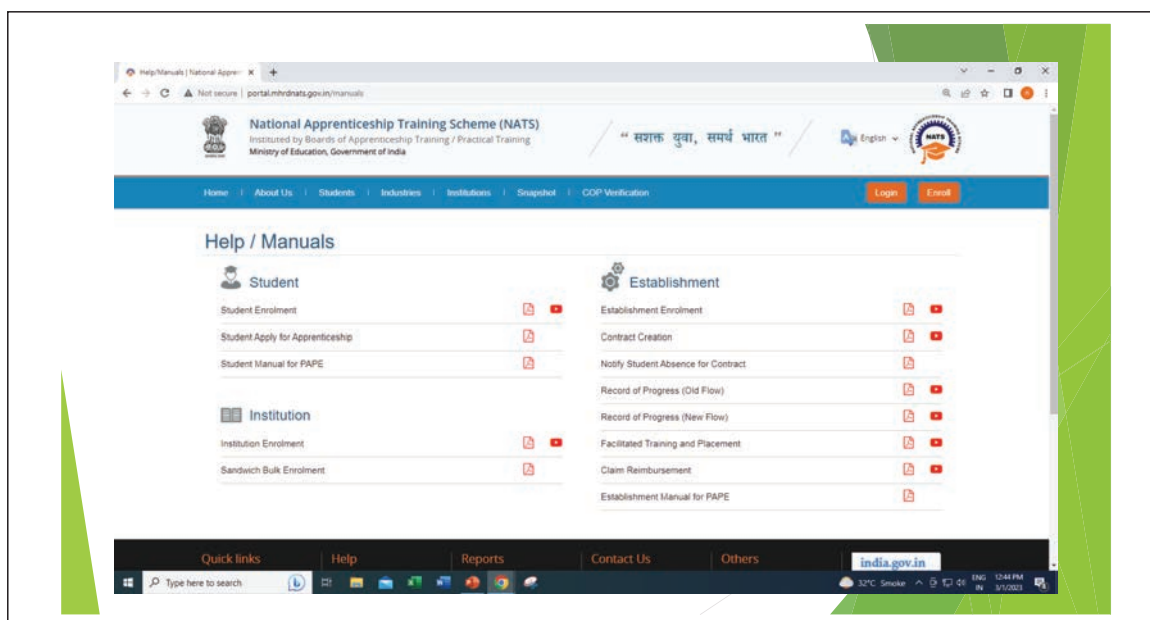 Help/Manuals | National Appren
Not secure | portal.mhrdnats.gov.in/manuals
National Apprenticeship Training Scheme (NATS)
Instituted by Boards of Apprenticeship Training / Practical Training
Ministry of Education, Government of India
“ सशक्त युवा, समर्थ भारत ”
English
NATS
Home | About Us | Students | Industries | Institutions | Snapshot | COP Verification
Login
Enroll
Help / Manuals
Student
Student Enrolment
Student Apply for Apprenticeship
Student Manual for PAPE
Institution
Institution Enrolment
Sandwich Bulk Enrolment
Establishment
Establishment Enrolment
Contract Creation
Notify Student Absence for Contract
Record of Progress (Old Flow)
Record of Progress (New Flow)
Facilitated Training and Placement
Claim Reimbursement
Establishment Manual for PAPE
Quick links
Help
Reports
Contact Us
Others
india.gov.in
Type here to search
32°C Smoke
ENG
IN
12:44 PM
3/1/2023